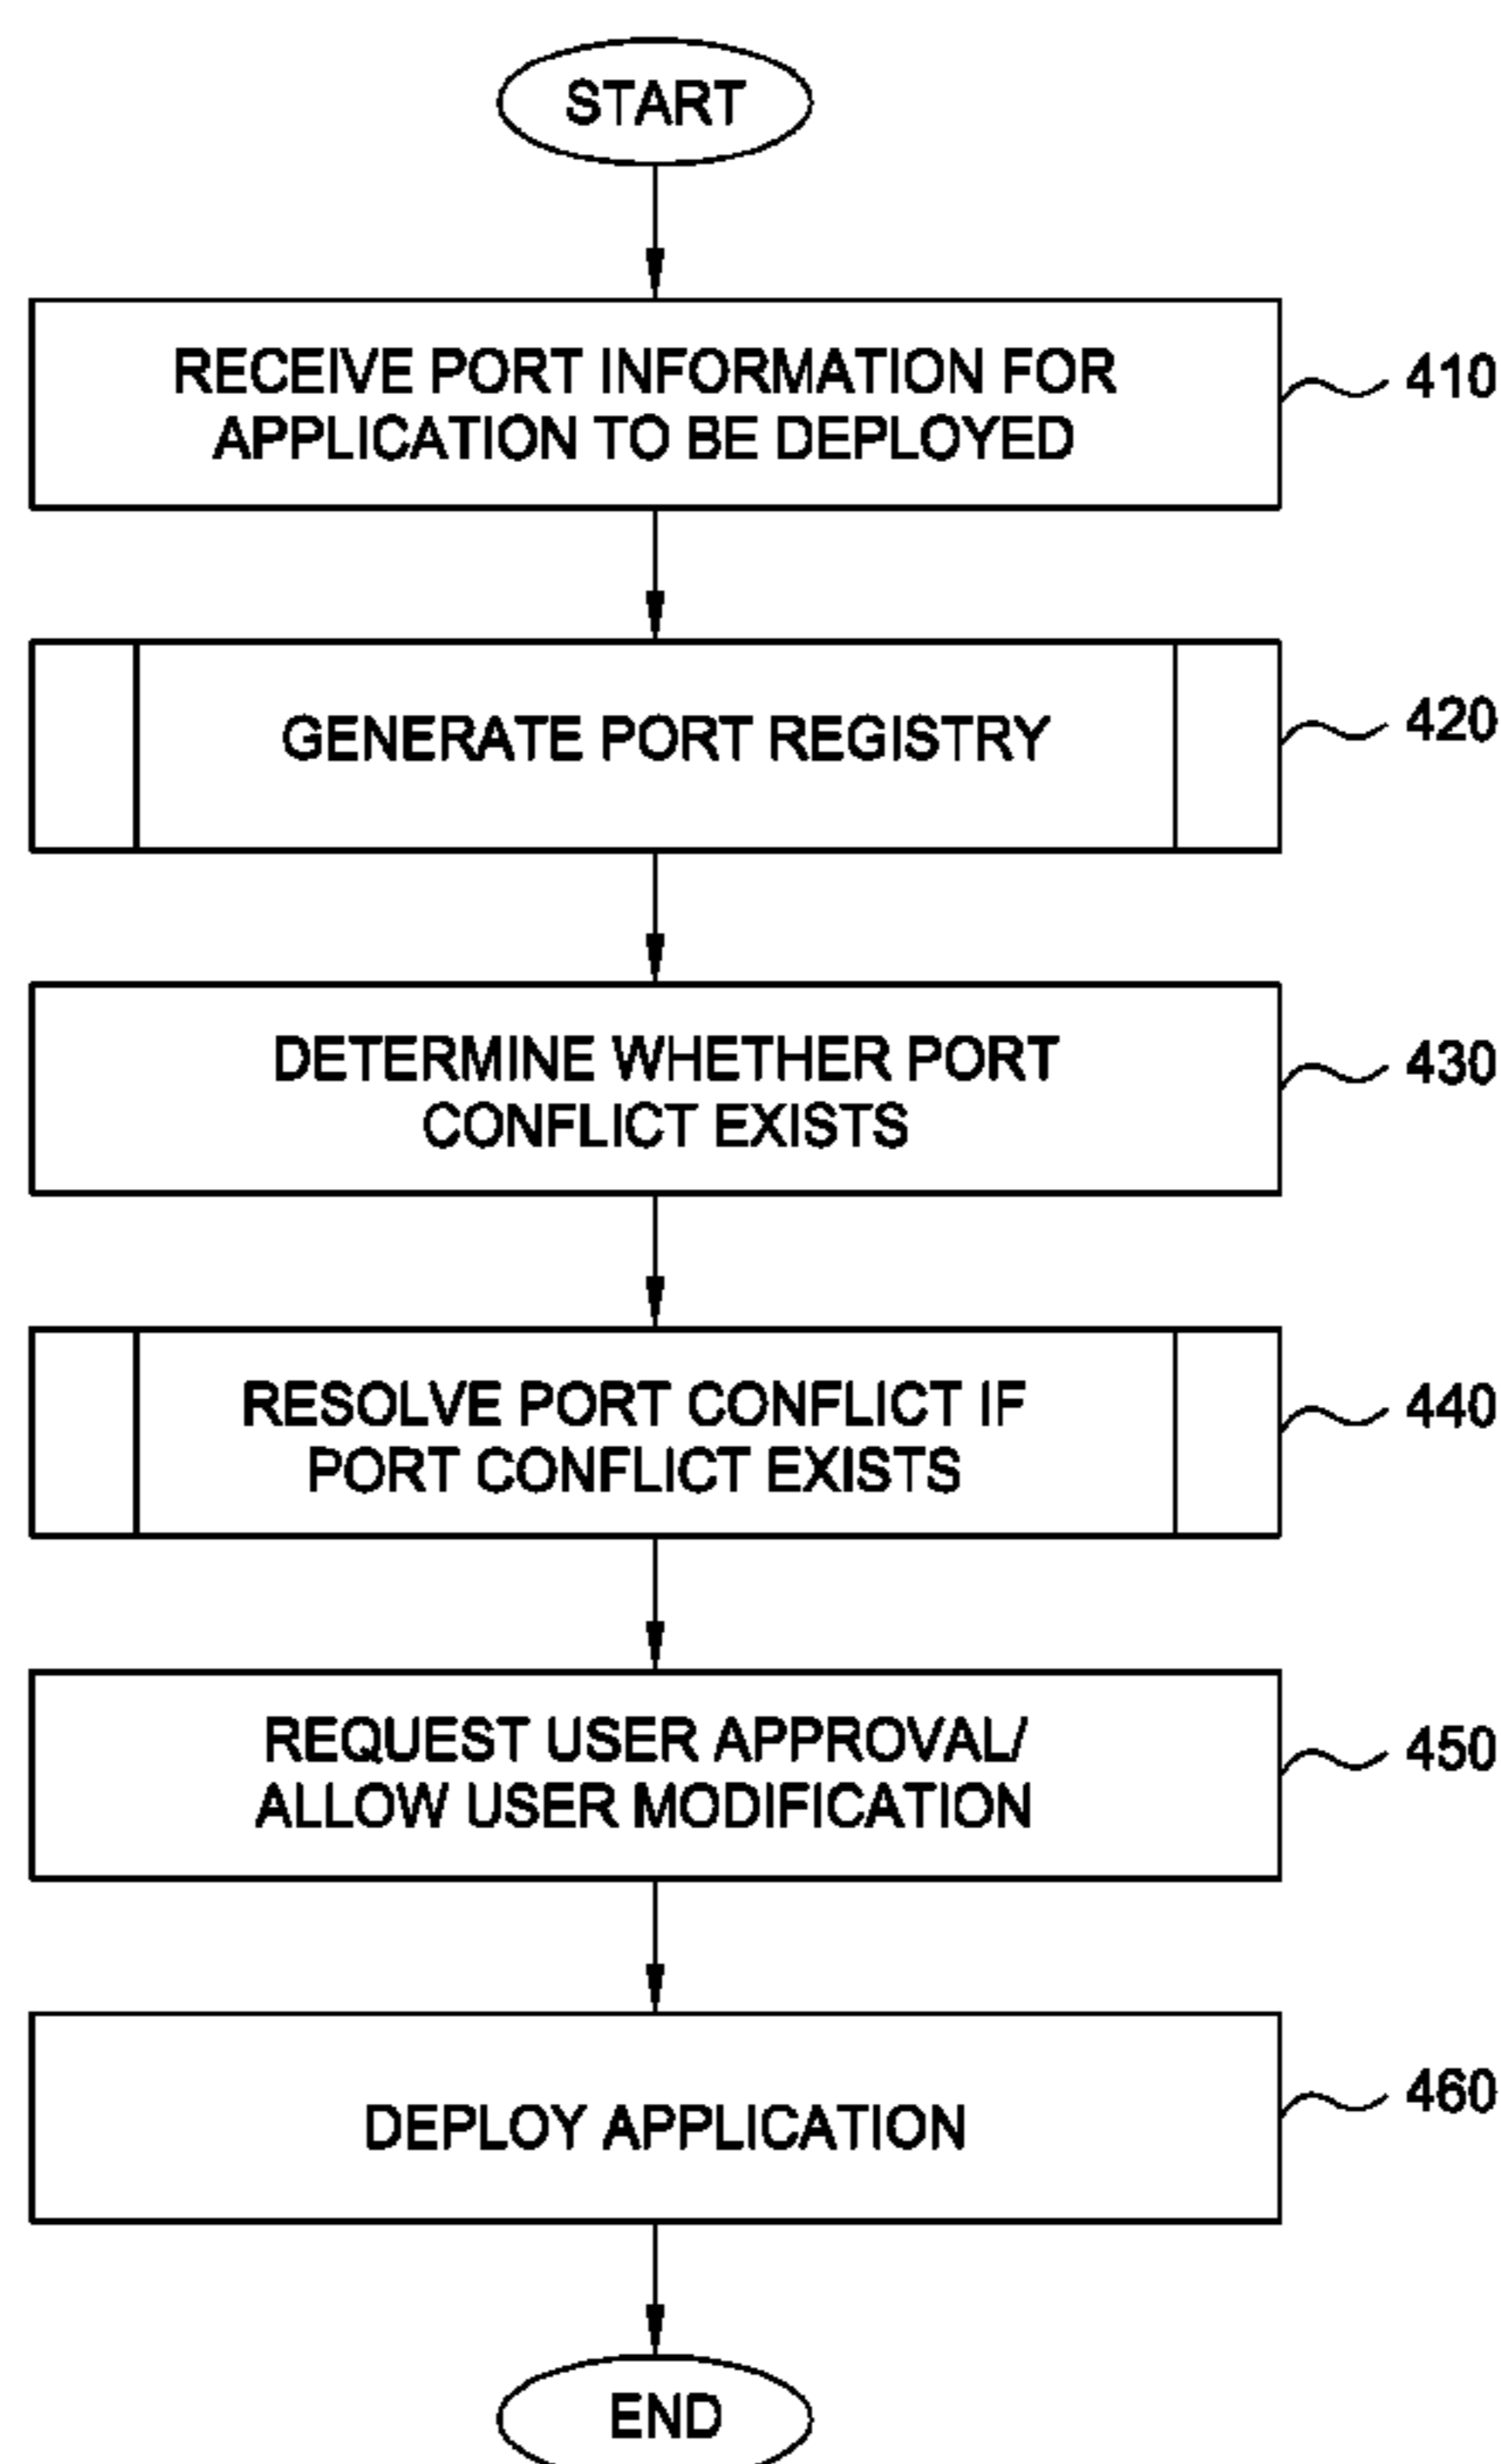 START
RECEIVE PORT INFORMATION FOR
APPLICATION TO BE DEPLOYED
410
GENERATE PORT REGISTRY
420
DETERMINE WHETHER PORT
CONFLICT EXISTS
430
RESOLVE PORT CONFLICT IF
PORT CONFLICT EXISTS
440
REQUEST USER APPROVAL/
ALLOW USER MODIFICATION
450
DEPLOY APPLICATION
460
END